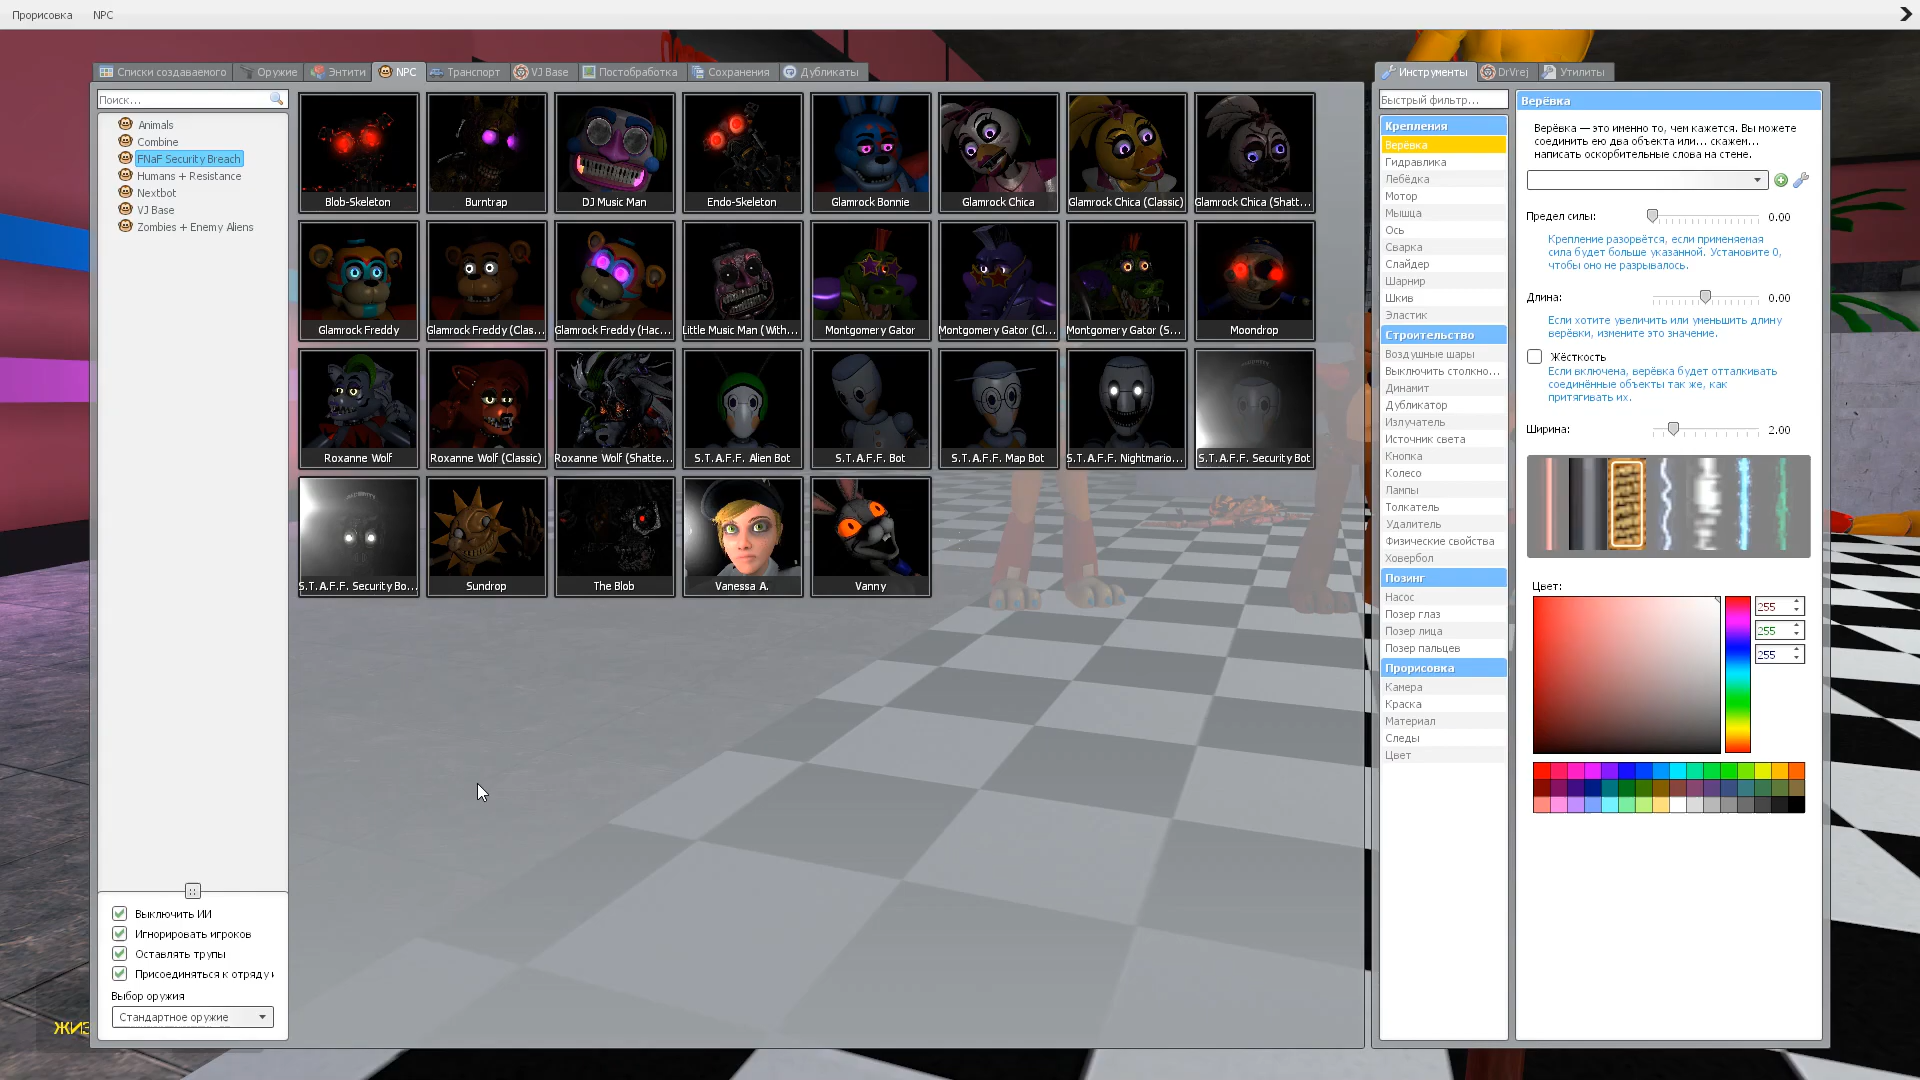 Прорисовка NPC
Списки создаваемого Оружие Энтити NPC Транспорт VJ Base Постобработка Сохранения Дубликаты
Поиск...
Animals
Combine
FNaF Security Breach
Humans + Resistance
Nextbot
VJ Base
Zombies + Enemy Aliens
Blob-Skeleton Burntrap DJ Music Man Endo-Skeleton Glamrock Bonnie Glamrock Chica Glamrock Chica (Classic) Glamrock Chica (Shatt...
Glamrock Freddy Glamrock Freddy (Clas... Glamrock Freddy (Hac... Little Music Man (With... Montgomery Gator Montgomery Gator (Cl... Montgomery Gator (S... Moondrop
Roxanne Wolf Roxanne Wolf (Classic) Roxanne Wolf (Shatte... S.T.A.F.F. Alien Bot S.T.A.F.F. Bot S.T.A.F.F. Map Bot S.T.A.F.F. Nightmario... S.T.A.F.F. Security Bot
S.T.A.F.F. Security Bo... Sundrop The Blob Vanessa A. Vanny
Выключить ИИ
Игнорировать игроков
Оставлять трупы
Присоединяться к отряду
Выбор оружия
Стандартное оружие
ЖИЗ
Инструменты DrVrej Утилиты
Быстрый фильтр...
Крепления
Верёвка
Гидравлика
Лебёдка
Мотор
Мышца
Ось
Сварка
Слайдер
Шарнир
Шкив
Эластик
Строительство
Воздушные шары
Выключить столкно...
Динамит
Дубликатор
Излучатель
Источник света
Кнопка
Колесо
Лампы
Толкатель
Удалитель
Физические свойства
Ховербол
Позинг
Насос
Позер глаз
Позер лица
Позер пальцев
Прорисовка
Камера
Краска
Материал
Следы
Цвет
Верёвка
Верёвка — это именно то, чем кажется. Вы можете
соединить ею два объекта или... скажем...
написать оскорбительные слова на стене.
Предел силы: 0.00
Крепление разорвётся, если применяемая
сила будет больше указанной. Установите 0,
чтобы оно не разрывалось.
Длина: 0.00
Если хотите увеличить или уменьшить длину
верёвки, измените это значение.
Жёсткость
Если включена, верёвка будет отталкивать
соединённые объекты так же, как
притягивать их.
Ширина: 2.00
Цвет:
255
255
255